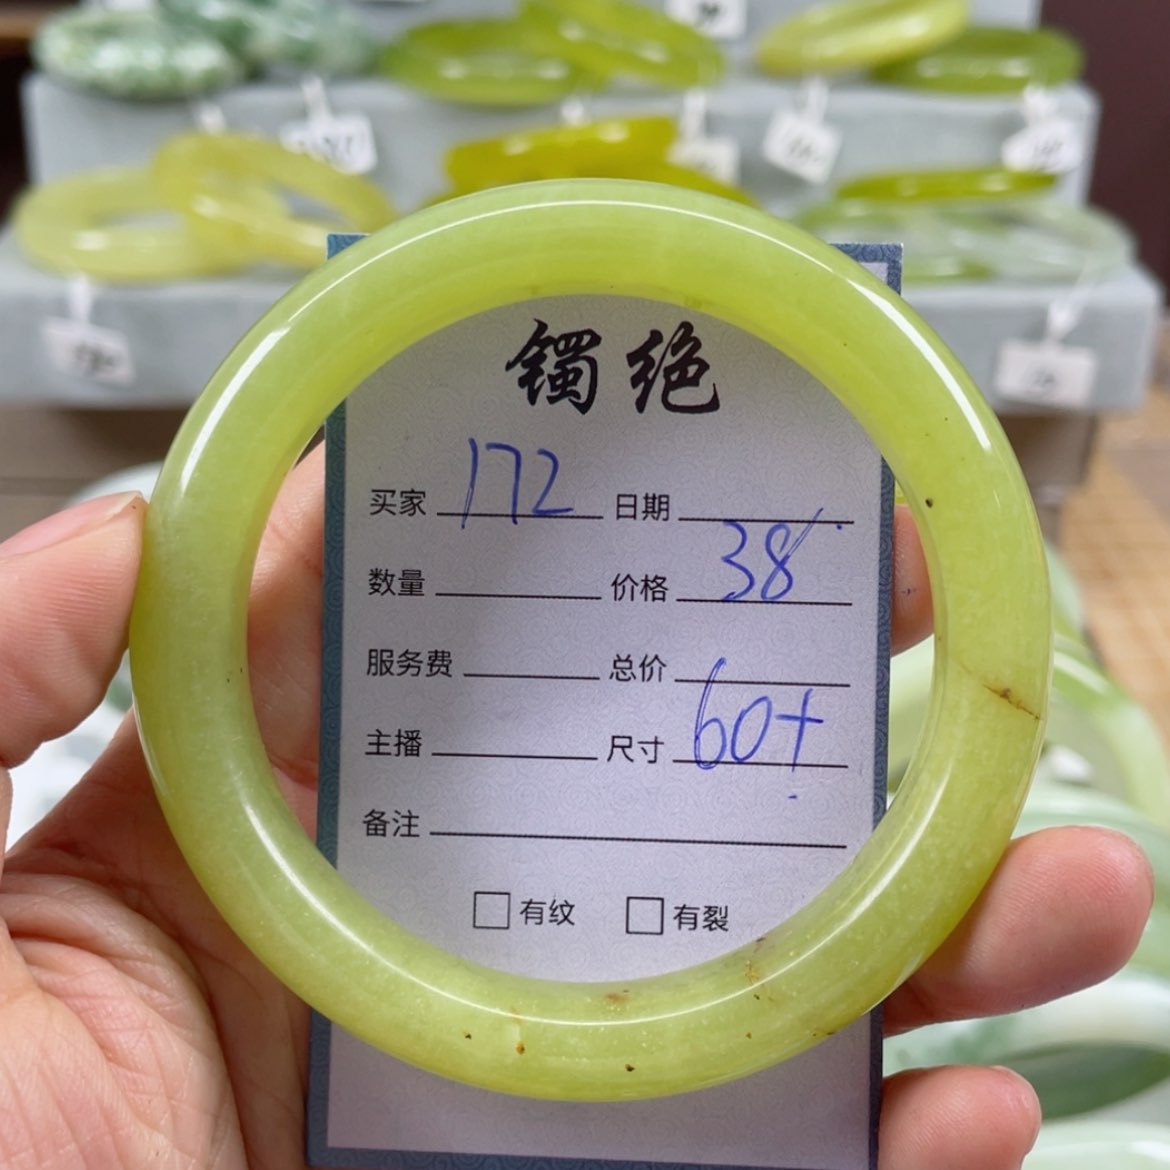 镯绝
买家 172 日期
数量 价格 38
服务费 总价
主播 尺寸 60+
备注
□ 有纹 □ 有裂